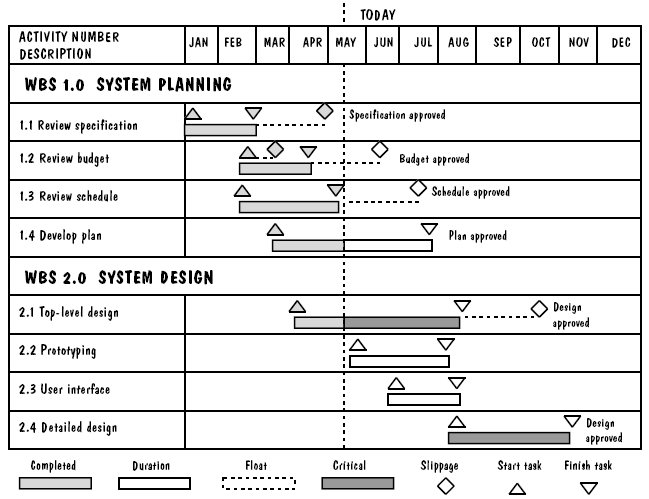 TODAY
ACTIVITY NUMBER
DESCRIPTION
JAN FEB MAR APR MAY JUN JUL AUG SEP OCT NOV DEC
WBS 1.0 SYSTEM PLANNING
1.1 Review specification
Specification approved
1.2 Review budget
Budget approved
1.3 Review schedule
Schedule approved
1.4 Develop plan
Plan approved
WBS 2.0 SYSTEM DESIGN
2.1 Top-level design
Design
approved
2.2 Prototyping
2.3 User interface
2.4 Detailed design
Design
approved
Completed Duration Float Critical Slippage Start task Finish task